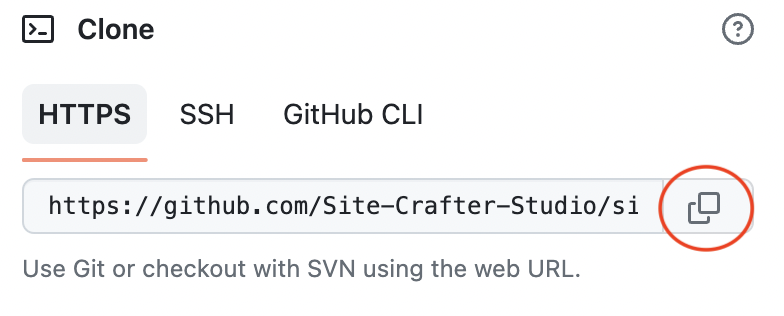 Clone
HTTPS SSH GitHub CLI
https://github.com/Site-Crafter-Studio/si
Use Git or checkout with SVN using the web URL.